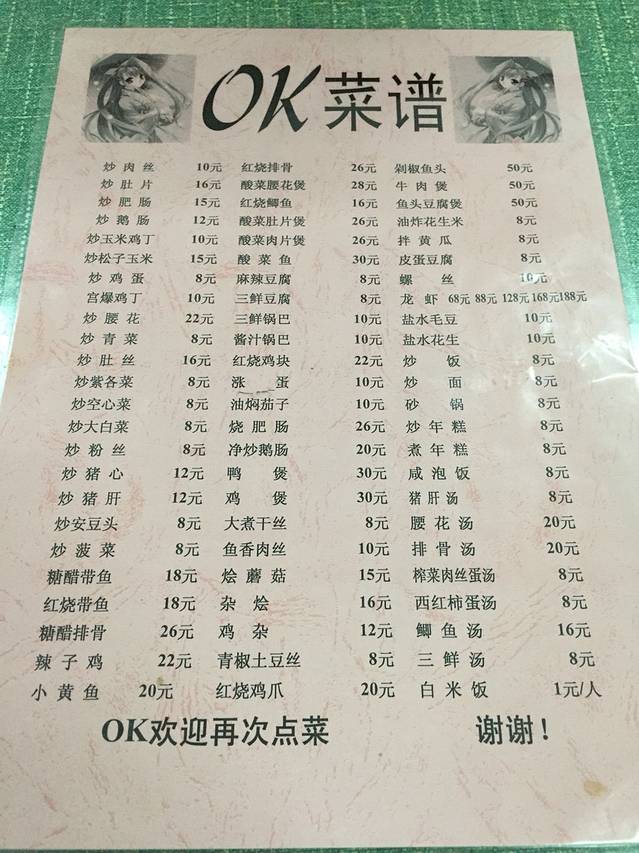 OK菜谱
炒肉丝 10元 红烧排骨 26元 剁椒鱼头 50元
炒肚片 16元 酸菜腰花煲 28元 牛肉煲 50元
炒肥肠 15元 红烧鲫鱼 16元 鱼头豆腐煲 50元
炒鹅肠 12元 酸菜肚片煲 26元 油炸花生米 8元
炒玉米鸡丁 10元 酸菜肉片煲 26元 拌黄瓜 8元
炒松子玉米 15元 酸菜鱼 30元 皮蛋豆腐 8元
炒鸡蛋 8元 麻辣豆腐 8元 螺丝 10元
宫爆鸡丁 10元 三鲜豆腐 8元 龙虾 68元 88元 128元 168元 188元
炒腰花 22元 三鲜锅巴 10元 盐水毛豆 10元
炒青菜 8元 酱汁锅巴 10元 盐水花生 10元
炒肚丝 16元 红烧鸡块 22元 炒饭 8元
炒紫各菜 8元 涨蛋 10元 炒面 8元
炒空心菜 8元 油焖茄子 10元 砂锅 8元
炒大白菜 8元 烧肥肠 26元 炒年糕 8元
炒粉丝 8元 净炒鹅肠 20元 煮年糕 8元
炒猪心 12元 鸭煲 30元 咸泡饭 8元
炒猪肝 12元 鸡煲 30元 猪肝汤 8元
炒安豆头 8元 大煮干丝 8元 腰花汤 20元
炒菠菜 8元 鱼香肉丝 10元 排骨汤 20元
糖醋带鱼 18元 烩蘑菇 15元 榨菜肉丝蛋汤 8元
红烧带鱼 18元 杂烩 16元 西红柿蛋汤 8元
糖醋排骨 26元 鸡杂 12元 鲫鱼汤 16元
辣子鸡 22元 青椒土豆丝 8元 三鲜汤 8元
小黄鱼 20元 红烧鸡爪 20元 白米饭 1元/人
OK欢迎再次点菜 谢谢！